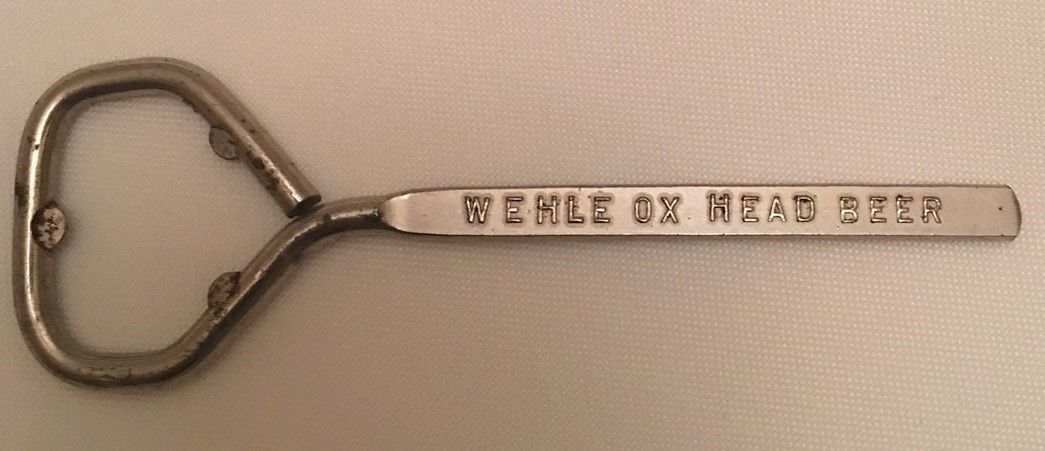 WEHLE OX HEAD BEER